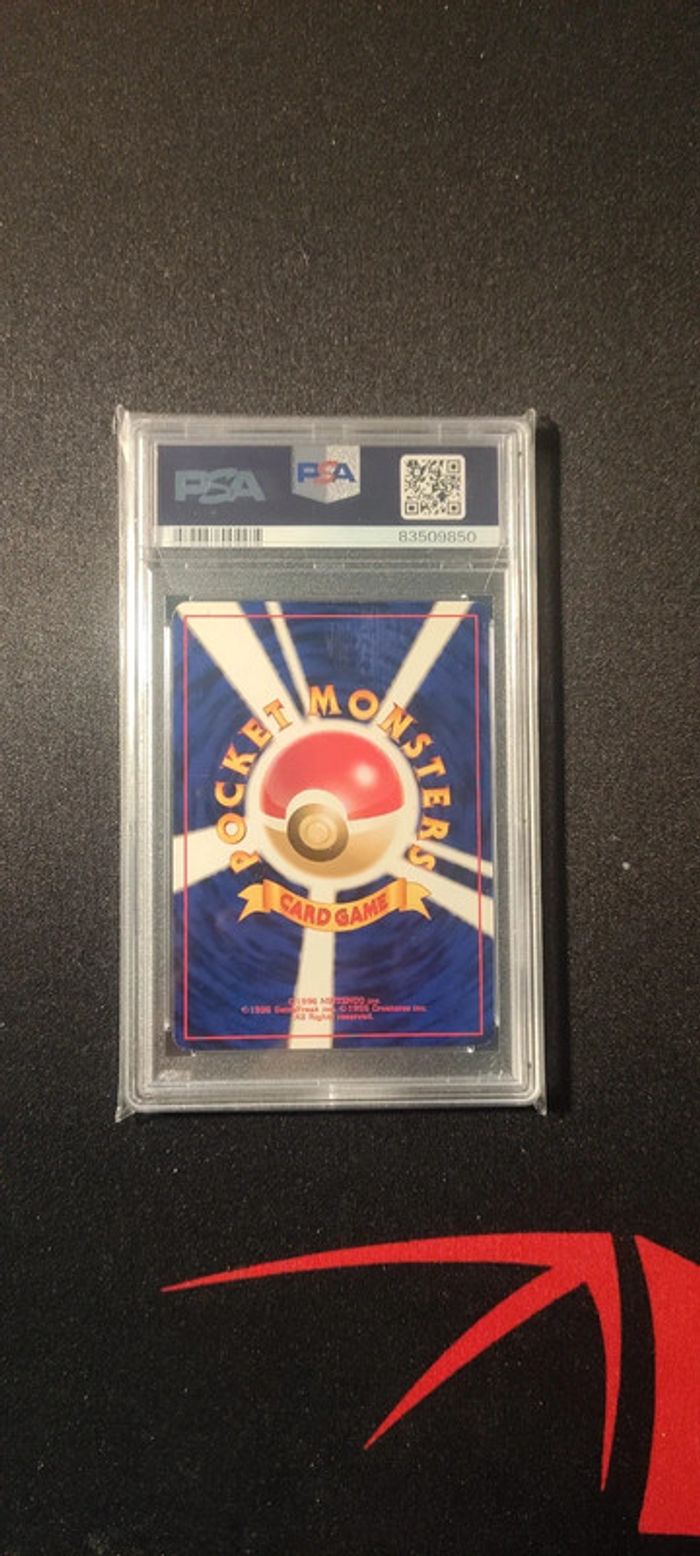 PSA
PSA
83509850
POCKET MONSTERS
CARD GAME
©1996 NINTENDO inc.
©1996 GameFreak inc. ©1996 Creatures inc.
All Rights reserved.